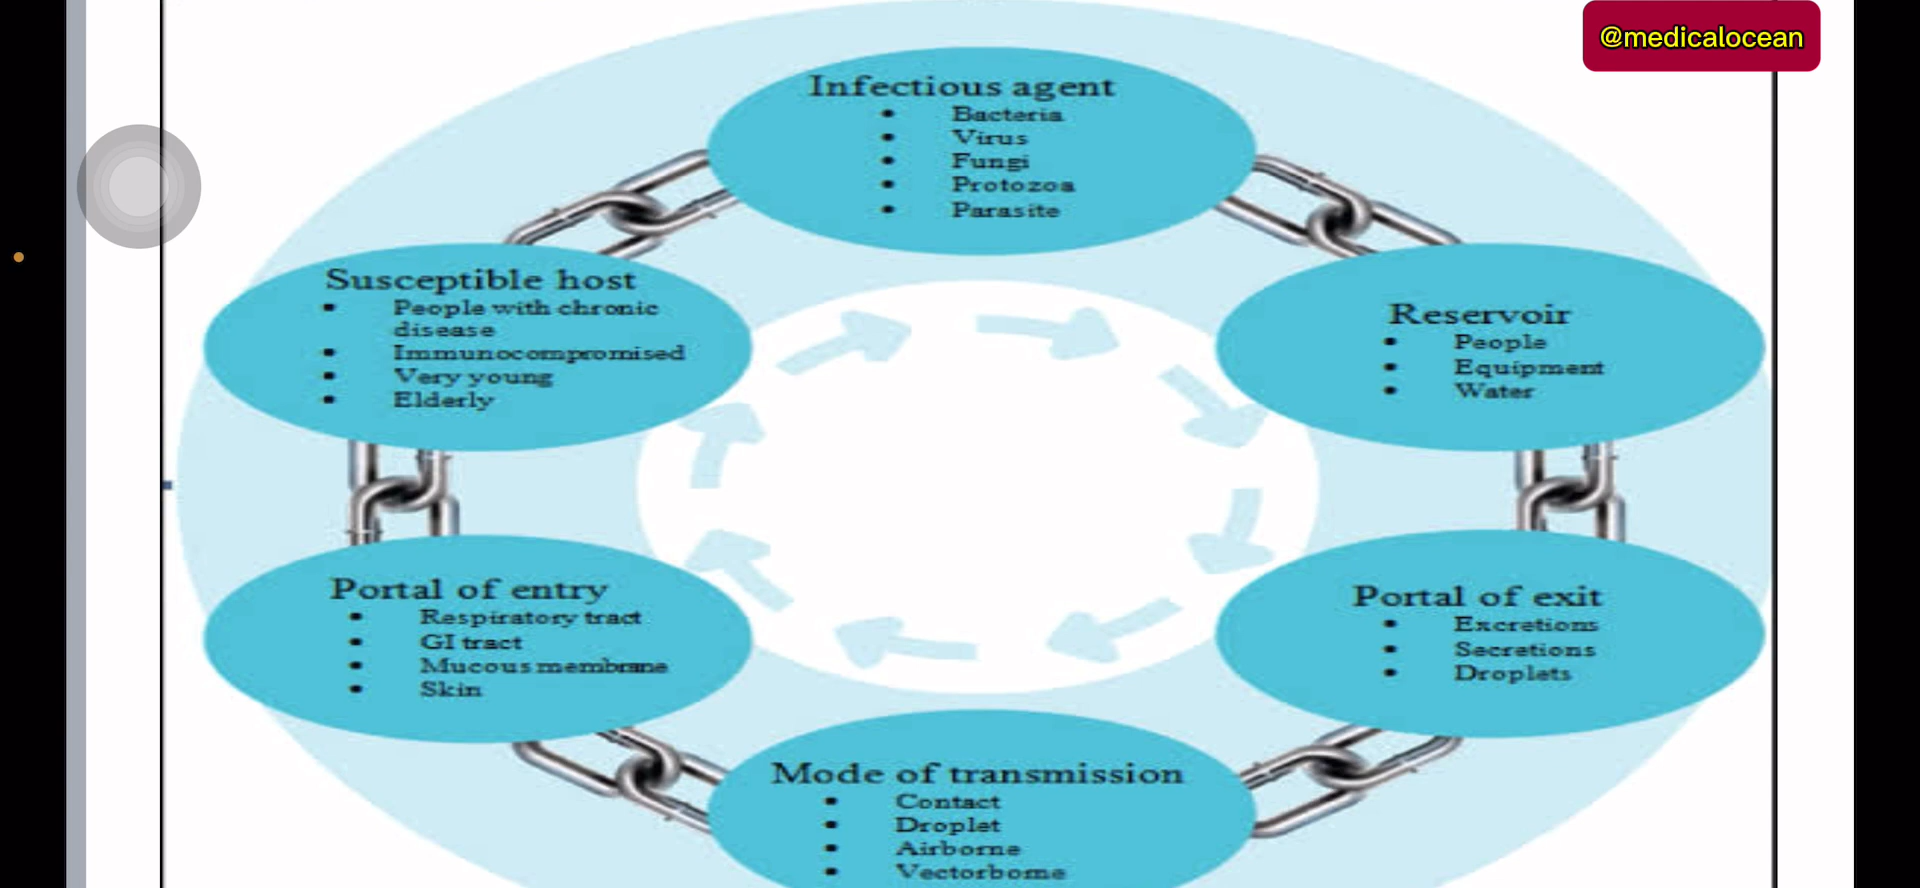 @medicalocean
Infectious agent
• Bacteria
• Virus
• Fungi
• Protozoa
• Parasite
Reservoir
• People
• Equipment
• Water
Portal of exit
• Excretions
• Secretions
• Droplets
Mode of transmission
• Contact
• Droplet
• Airborne
• Vectorborne
Portal of entry
• Respiratory tract
• GI tract
• Mucous membrane
• Skin
Susceptible host
• People with chronic
disease
• Immunocompromised
• Very young
• Elderly